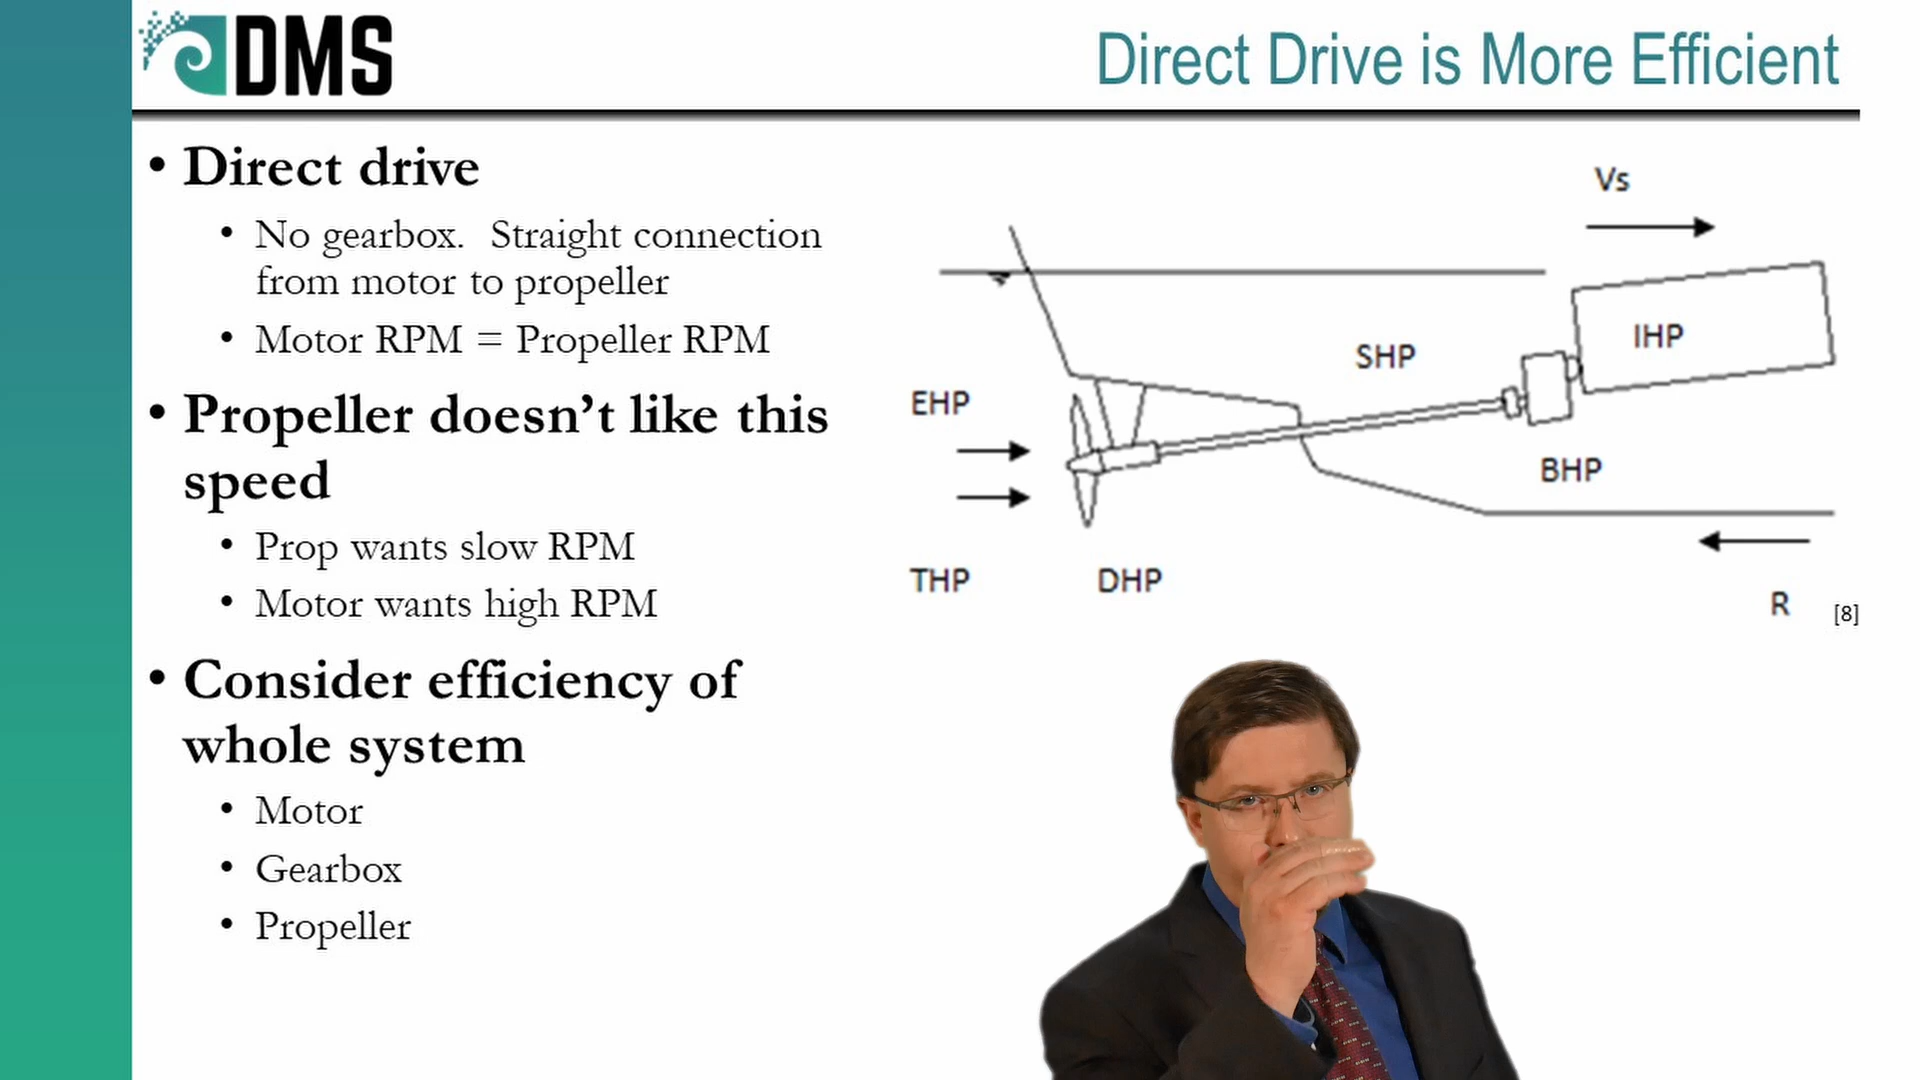 DMS
Direct Drive is More Efficient
• Direct drive
• No gearbox.  Straight connection
from motor to propeller
• Motor RPM = Propeller RPM
• Propeller doesn’t like this
speed
• Prop wants slow RPM
• Motor wants high RPM
• Consider efficiency of
whole system
• Motor
• Gearbox
• Propeller
Vs
IHP
SHP
EHP
BHP
THP
DHP
R
[8]